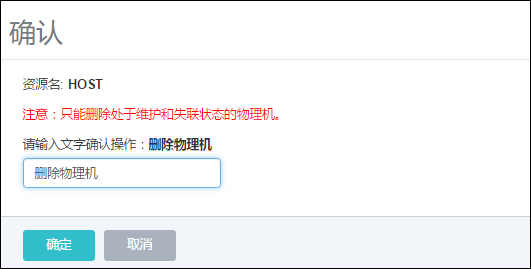 确认
资源名: HOST
注意：只能删除处于维护和失联状态的物理机。
请输入文字确认操作：删除物理机
删除物理机
确定 取消